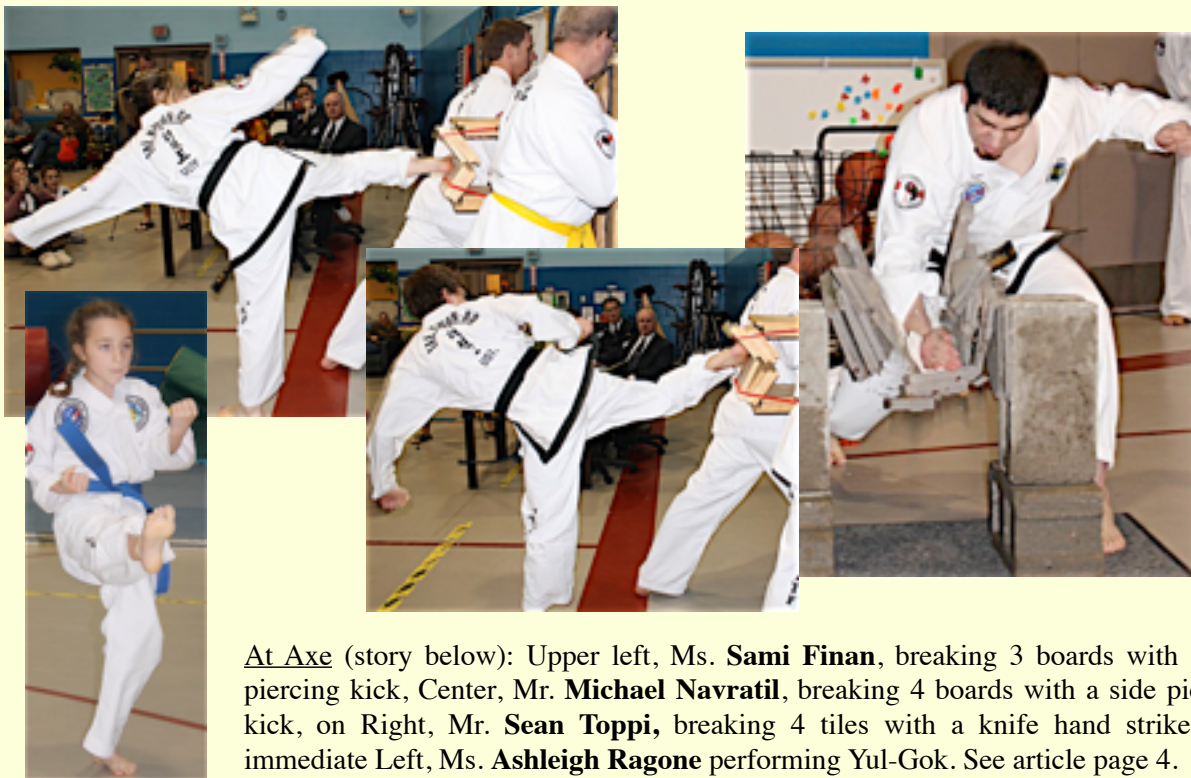 At Axe (story below): Upper left, Ms. Sami Finan, breaking 3 boards with
piercing kick, Center, Mr. Michael Navratil, breaking 4 boards with a side
kick, on Right, Mr. Sean Toppi, breaking 4 tiles with a knife hand strike
immediate Left, Ms. Ashleigh Ragone performing Yul-Gok. See article page 4.